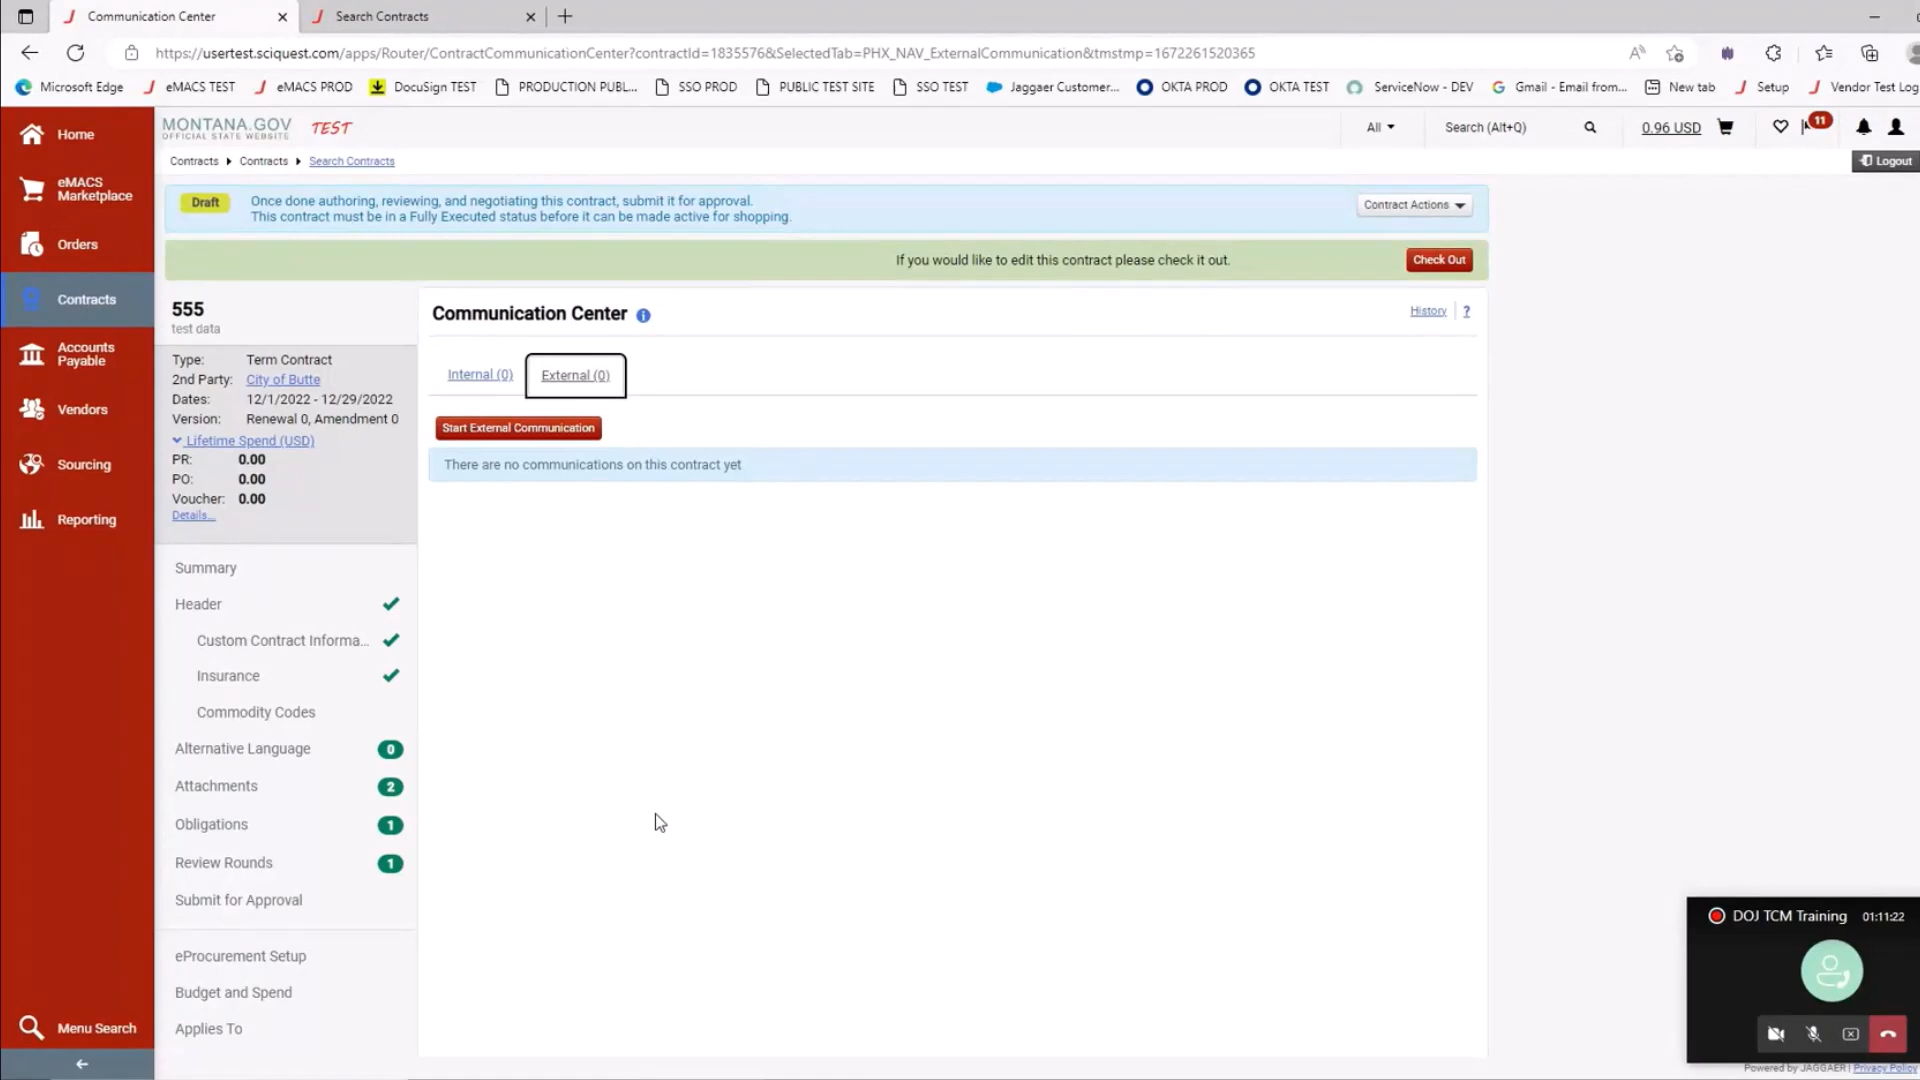 Communication Center
Search Contracts
https://usertest.sciquest.com/apps/Router/ContractCommunicationCenter?contractId=1835576&SelectedTab=PHX_NAV_ExternalCommunication&tmstmp=1672261520365
Microsoft Edge
eMACS TEST
eMACS PROD
DocuSign TEST
PRODUCTION PUBL...
SSO PROD
PUBLIC TEST SITE
SSO TEST
Jaggaer Customer...
OKTA PROD
OKTA TEST
ServiceNow - DEV
Gmail - Email from...
New tab
Setup
Vendor Test Log
Home
eMACS
Marketplace
Orders
Contracts
Accounts
Payable
Vendors
Sourcing
Reporting
Menu Search
MONTANA.GOV
OFFICIAL STATE WEBSITE
TEST
All
Search (Alt+Q)
0.96 USD
11
Contracts
Contracts
Search Contracts
Logout
Draft
Once done authoring, reviewing, and negotiating this contract, submit it for approval.
This contract must be in a Fully Executed status before it can be made active for shopping.
Contract Actions
If you would like to edit this contract please check it out.
Check Out
555
test data
Type: Term Contract
2nd Party: City of Butte
Dates: 12/1/2022 - 12/29/2022
Version: Renewal 0, Amendment 0
Lifetime Spend (USD)
PR: 0.00
PO: 0.00
Voucher: 0.00
Details...
Summary
Header
Custom Contract Informa...
Insurance
Commodity Codes
Alternative Language 0
Attachments 2
Obligations 1
Review Rounds 1
Submit for Approval
eProcurement Setup
Budget and Spend
Applies To
Communication Center
History
?
Internal (0)
External (0)
Start External Communication
There are no communications on this contract yet
DOJ TCM Training 01:11:22
Powered by JAGGAER | Privacy Policy